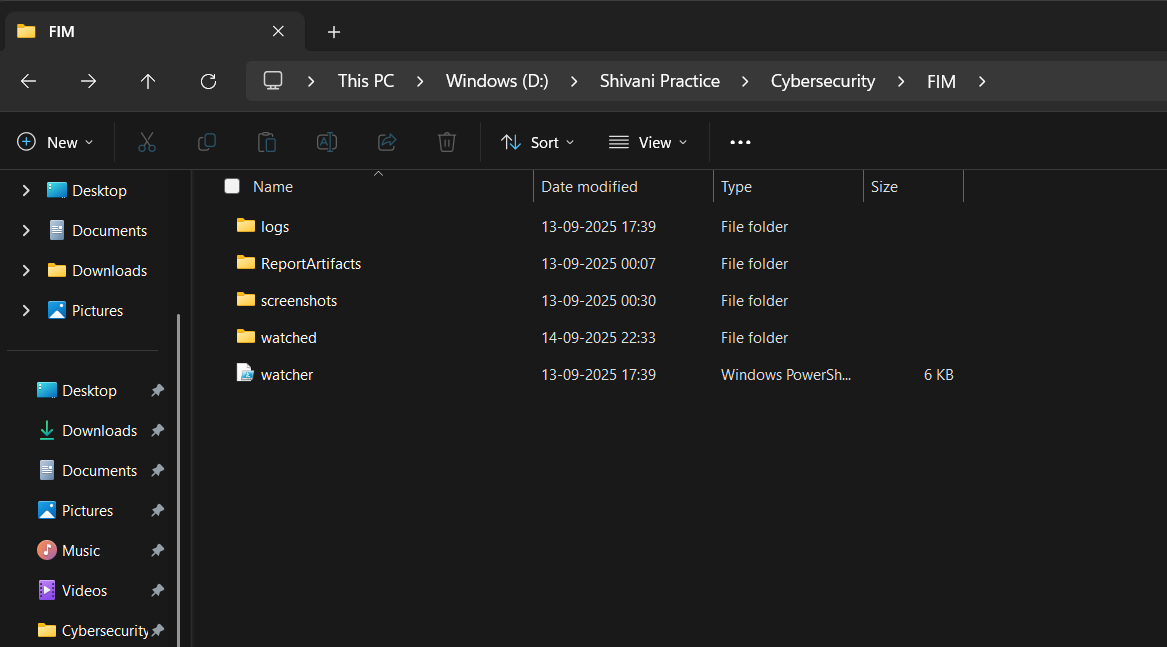 FIM
This PC Windows (D:) Shivani Practice Cybersecurity FIM
New Sort View
Name Date modified Type Size
logs 13-09-2025 17:39 File folder
ReportArtifacts 13-09-2025 00:07 File folder
screenshots 13-09-2025 00:30 File folder
watched 14-09-2025 22:33 File folder
watcher 13-09-2025 17:39 Windows PowerSh... 6 KB
Desktop
Documents
Downloads
Pictures
Desktop
Downloads
Documents
Pictures
Music
Videos
Cybersecurity